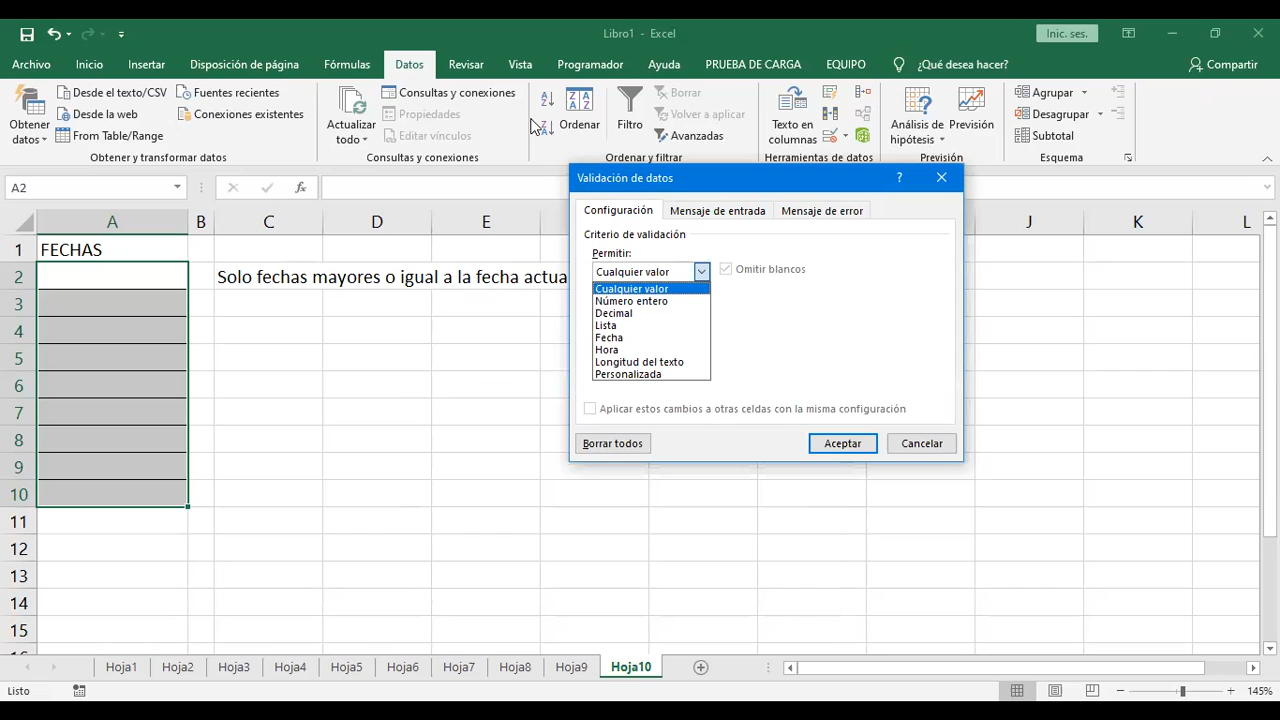 Libro1 - Excel
Inic. ses.
Archivo Inicio Insertar Disposición de página Fórmulas Datos Revisar Vista Programador Ayuda PRUEBA DE CARGA EQUIPO ¿Qué desea hacer? Compartir
Obtener datos
Desde el texto/CSV
Desde la web
From Table/Range
Fuentes recientes
Conexiones existentes
Obtener y transformar datos
Actualizar todo
Consultas y conexiones
Propiedades
Editar vínculos
Consultas y conexiones
Ordenar
Filtro
Borrar
Volver a aplicar
Avanzadas
Ordenar y filtrar
Texto en columnas
Herramientas de datos
Análisis de hipótesis
Previsión
Previsión
Agrupar
Desagrupar
Subtotal
Esquema
A2
fx
A B C D E J K L
1 FECHAS
2 Solo fechas mayores o igual a la fecha actua
3
4
5
6
7
8
9
10
11
12
13
14
15
Validación de datos
?
Configuración Mensaje de entrada Mensaje de error
Criterio de validación
Permitir:
Cualquier valor Omitir blancos
Cualquier valor
Número entero
Decimal
Lista
Fecha
Hora
Longitud del texto
Personalizada
Aplicar estos cambios a otras celdas con la misma configuración
Borrar todos Aceptar Cancelar
Hoja1 Hoja2 Hoja3 Hoja4 Hoja5 Hoja6 Hoja7 Hoja8 Hoja9 Hoja10
Listo
145%